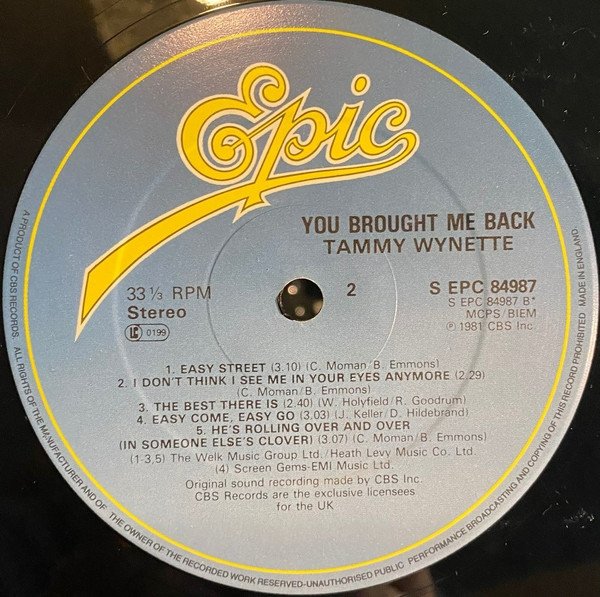 Epic
YOU BROUGHT ME BACK
TAMMY WYNETTE
33 1/3 RPM
Stereo
LC 0199
2
S EPC 84987
S EPC 84987 B*
MCPS/BIEM
℗ 1981 CBS Inc.
1. EASY STREET (3.10) (C. Moman/B. Emmons)
2. I DON'T THINK I SEE ME IN YOUR EYES ANYMORE (2.29)
(C. Moman/B. Emmons)
3. THE BEST THERE IS (2.40) (W. Holyfield/R. Goodrum)
4. EASY COME, EASY GO (3.03) (J. Keller/D. Hildebrand)
5. HE'S ROLLING OVER AND OVER
(IN SOMEONE ELSE'S CLOVER) (3.07) (C. Moman/B. Emmons)
(1-3,5) The Welk Music Group Ltd./Heath Levy Music Co. Ltd.
(4) Screen Gems-EMI Music Ltd.
Original sound recording made by CBS Inc
CBS Records are the exclusive licensees
for the UK
A PRODUCT OF CBS RECORDS. ALL RIGHTS OF THE MANUFACTURER AND OF THE OWNER OF THE RECORDED WORK RESERVED-UNAUTHORISED PUBLIC PERFORMANCE BROADCASTING AND COPYING OF THIS RECORD PROHIBITED MADE IN ENGLAND.